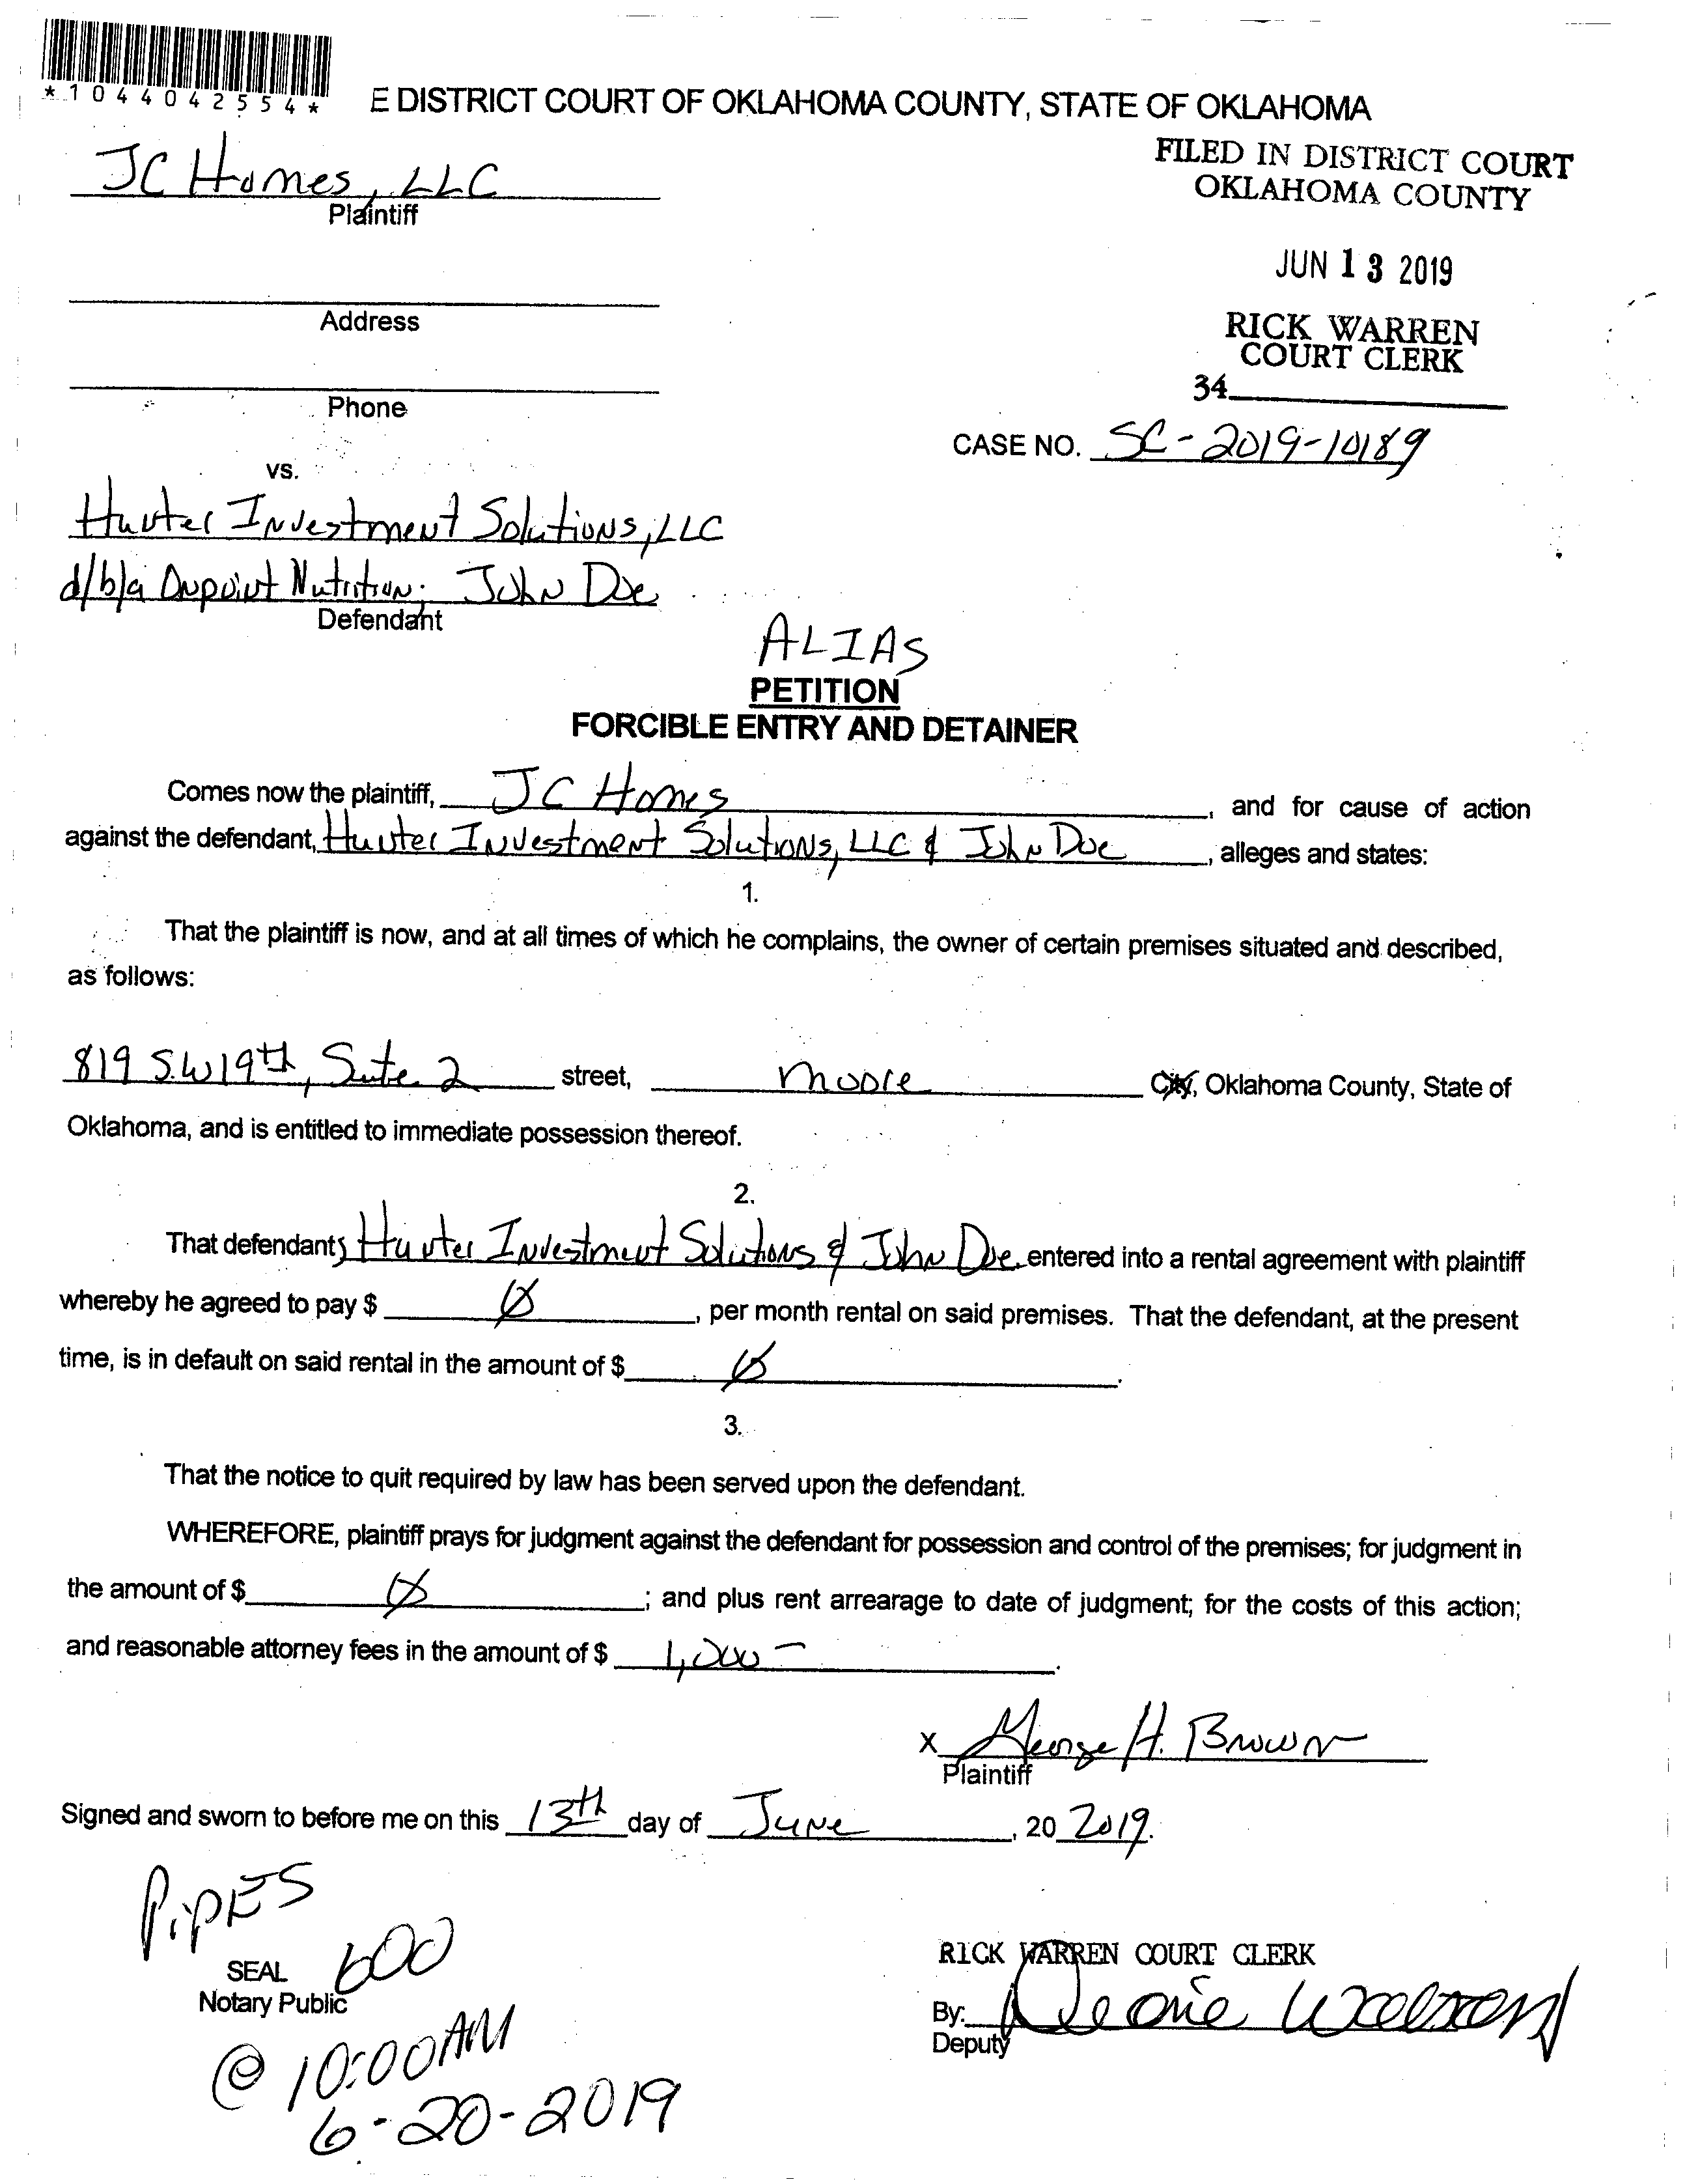 *1044042554*
E DISTRICT COURT OF OKLAHOMA COUNTY, STATE OF OKLAHOMA
JC Homes, LLC
Plaintiff
FILED IN DISTRICT COURT
OKLAHOMA COUNTY
JUN 13 2019
RICK WARREN
COURT CLERK
34
Address
Phone
CASE NO. SC-2019-10189
vs.
Hunter Investment Solutions, LLC
d/b/a Onpoint Nutrition; John Doe
Defendant
ALIAS
PETITION
FORCIBLE ENTRY AND DETAINER
Comes now the plaintiff, JC Homes, and for cause of action
against the defendant, Hunter Investment Solutions, LLC & John Doe, alleges and states:
1.
That the plaintiff is now, and at all times of which he complains, the owner of certain premises situated and described,
as follows:
819 S.W 19th, Suite 2 street, Moore City, Oklahoma County, State of
Oklahoma, and is entitled to immediate possession thereof.
2.
That defendants Hunter Investment Solutions & John Doe entered into a rental agreement with plaintiff
whereby he agreed to pay $ Ø, per month rental on said premises. That the defendant, at the present
time, is in default on said rental in the amount of $ Ø.
3.
That the notice to quit required by law has been served upon the defendant.
WHEREFORE, plaintiff prays for judgment against the defendant for possession and control of the premises; for judgment in
the amount of $ Ø; and plus rent arrearage to date of judgment; for the costs of this action;
and reasonable attorney fees in the amount of $ 1,000-.
X George H. Brown
Plaintiff
Signed and sworn to before me on this 13th day of June, 20 2019.
PIPES
600
SEAL
Notary Public
@ 10:00AM
6-20-2019
RICK WARREN COURT CLERK
By:
Deputy